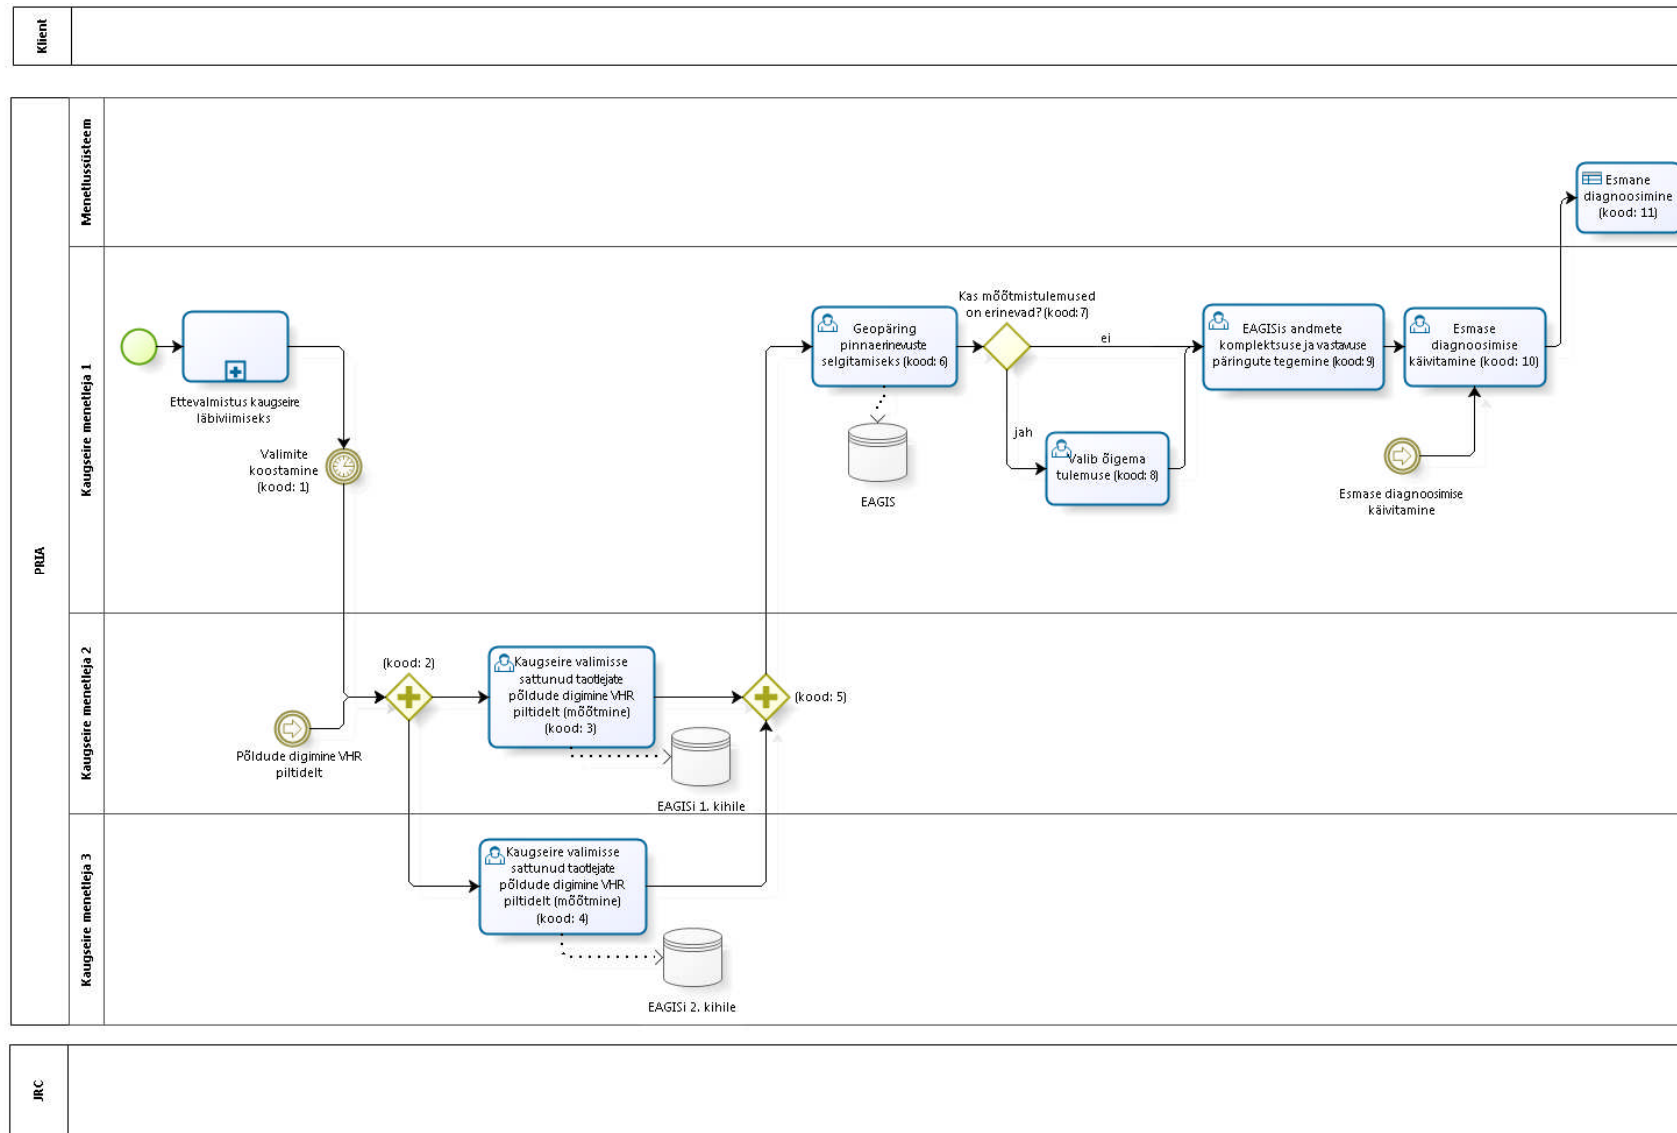 Klient
PRIA
Menetlussüsteem
Esmane
diagnoosimine
(kood: 11)
Kaugseire menetleja 1
Ettevalmistus kaugseire
läbiviimiseks
Valimite
koostamine
(kood: 1)
Geopäring
pinnaerinevuste
selgitamiseks (kood: 6)
EAGIS
Kas mõõtmistulemused
on erinevad? (kood: 7)
ei
jah
Valib õigema
tulemuse (kood: 8)
EAGISis andmete
komplektsuse ja vastavuse
päringute tegemine (kood: 9)
Esmase
diagnoosimise
käivitamine (kood: 10)
Esmase diagnoosimise
käivitamine
Kaugseire menetleja 2
Põldude digimine VHR
piltidelt
(kood: 2)
Kaugseire valimisse
sattunud taotlejate
põldude digimine VHR
piltidelt (mõõtmine)
(kood: 3)
EAGISi 1. kihile
(kood: 5)
Kaugseire menetleja 3
Kaugseire valimisse
sattunud taotlejate
põldude digimine VHR
piltidelt (mõõtmine)
(kood: 4)
EAGISi 2. kihile
JRC